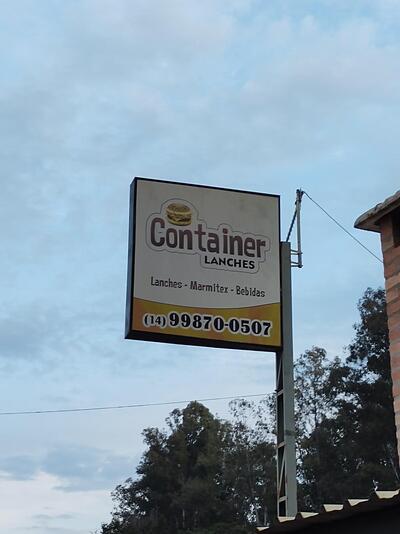 Container
LANCHES
Lanches - Marmitex - Bebidas
(14) 99870-0507